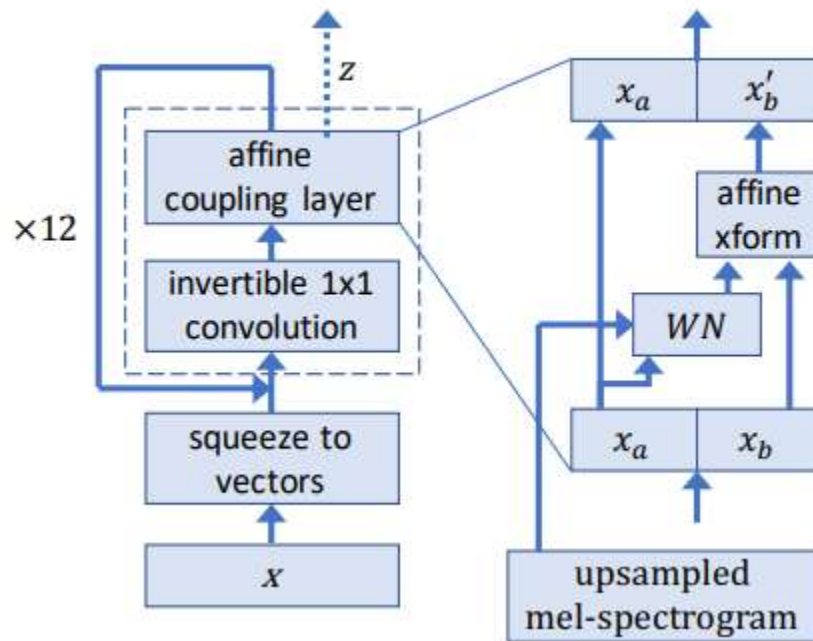 z
affine
coupling layer
×12
invertible 1x1
convolution
squeeze to
vectors
x
x_a
x_b'
affine
xform
WN
x_a
x_b
upsampled
mel-spectrogram